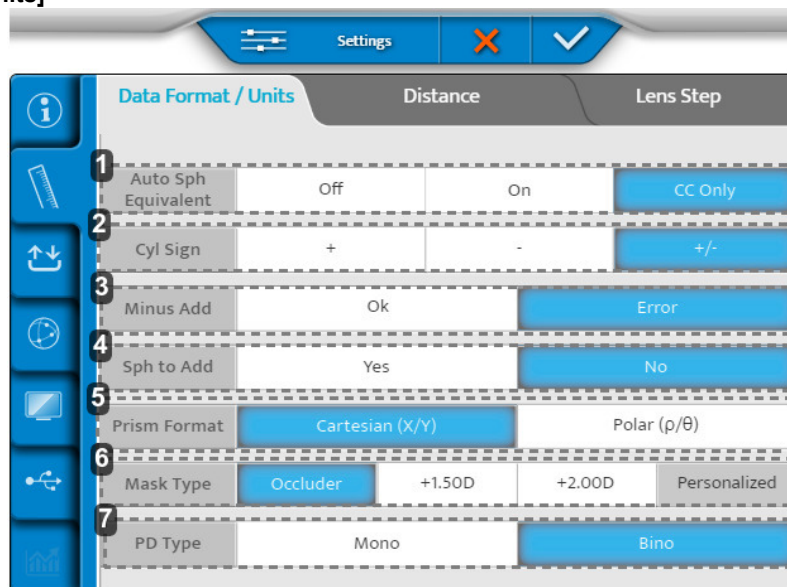 Settings
Data Format / Units Distance Lens Step
1
Auto Sph
Equivalent
Off On CC Only
2
Cyl Sign + - +/-
3
Minus Add Ok Error
4
Sph to Add Yes No
5
Prism Format Cartesian (X/Y) Polar (ρ/θ)
6
Mask Type Occluder +1.50D +2.00D Personalized
7
PD Type Mono Bino